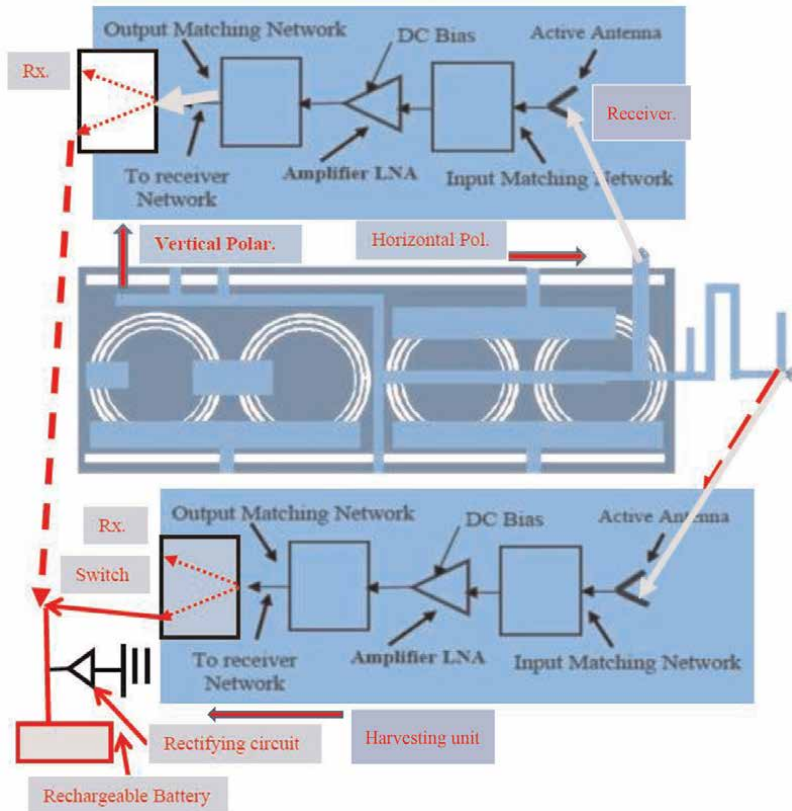 Output Matching Network
DC Bias
Active Antenna
Rx.
Receiver.
To receiver
Network
Amplifier LNA
Input Matching Network
Vertical Polar.
Horizontal Pol.
Output Matching Network
DC Bias
Active Antenna
Rx.
Switch
To receiver
Network
Amplifier LNA
Input Matching Network
Rectifying circuit
Harvesting unit
Rechargeable Battery